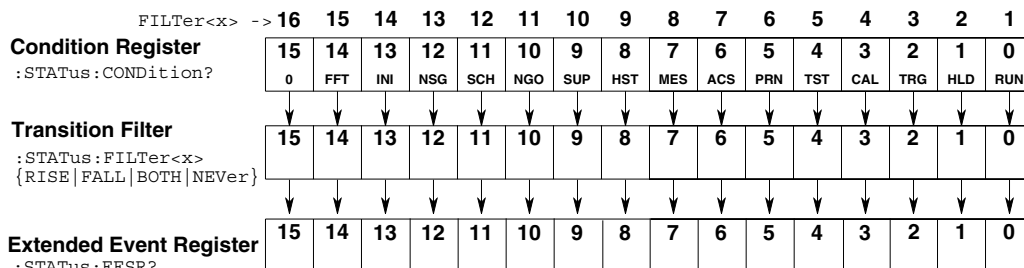 FILTer<x> -> 16 15 14 13 12 11 10 9 8 7 6 5 4 3 2 1
Condition Register 15 14 13 12 11 10 9 8 7 6 5 4 3 2 1 0
:STATus:CONDition? 0 FFT INI NSG SCH NGO SUP HST MES ACS PRN TST CAL TRG HLD RUN
Transition Filter 15 14 13 12 11 10 9 8 7 6 5 4 3 2 1 0
:STATus:FILTer<x>
{RISE|FALL|BOTH|NEVer}
Extended Event Register 15 14 13 12 11 10 9 8 7 6 5 4 3 2 1 0
:STATus:EESR?